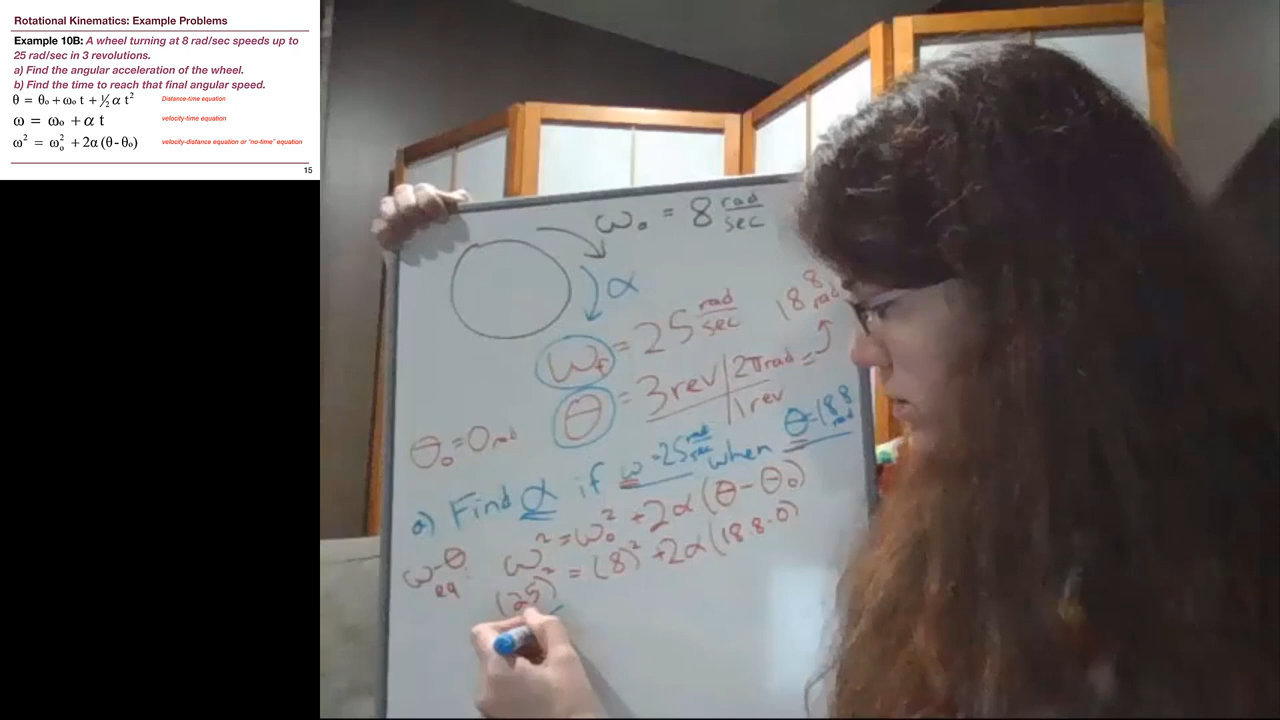 Rotational Kinematics: Example Problems
Example 10B: A wheel turning at 8 rad/sec speeds up to
25 rad/sec in 3 revolutions.
a) Find the angular acceleration of the wheel.
b) Find the time to reach that final angular speed.
θ = θ₀ + ω₀ t + ½ α t² Distance-time equation
ω = ω₀ + α t velocity-time equation
ω² = ω₀² + 2α(θ-θ₀) velocity-distance equation or "no-time" equation
15
ω₀ = 8 rad/sec
α
ω_f = 25 rad/sec
18.8 rad
θ = 3 rev | 2π rad / 1 rev =
θ₀ = 0 rad
a) Find α if ω = 25 rad/sec when θ = 18.8 rad
ω-θ eq: ω² = ω₀² + 2α(θ - θ₀)
(25)² = (8)² + 2α(18.8 - 0)